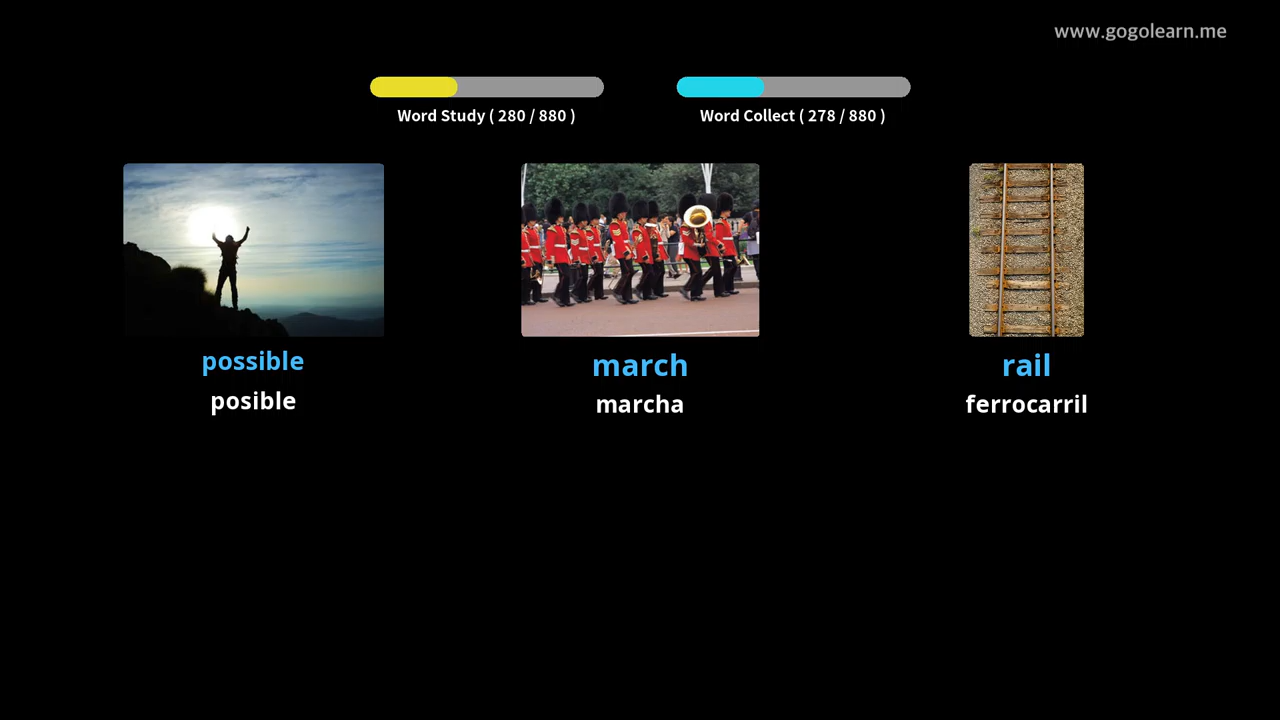 www.gogolearn.me
Word Study ( 280 / 880 )
Word Collect ( 278 / 880 )
possible
posible
march
marcha
rail
ferrocarril